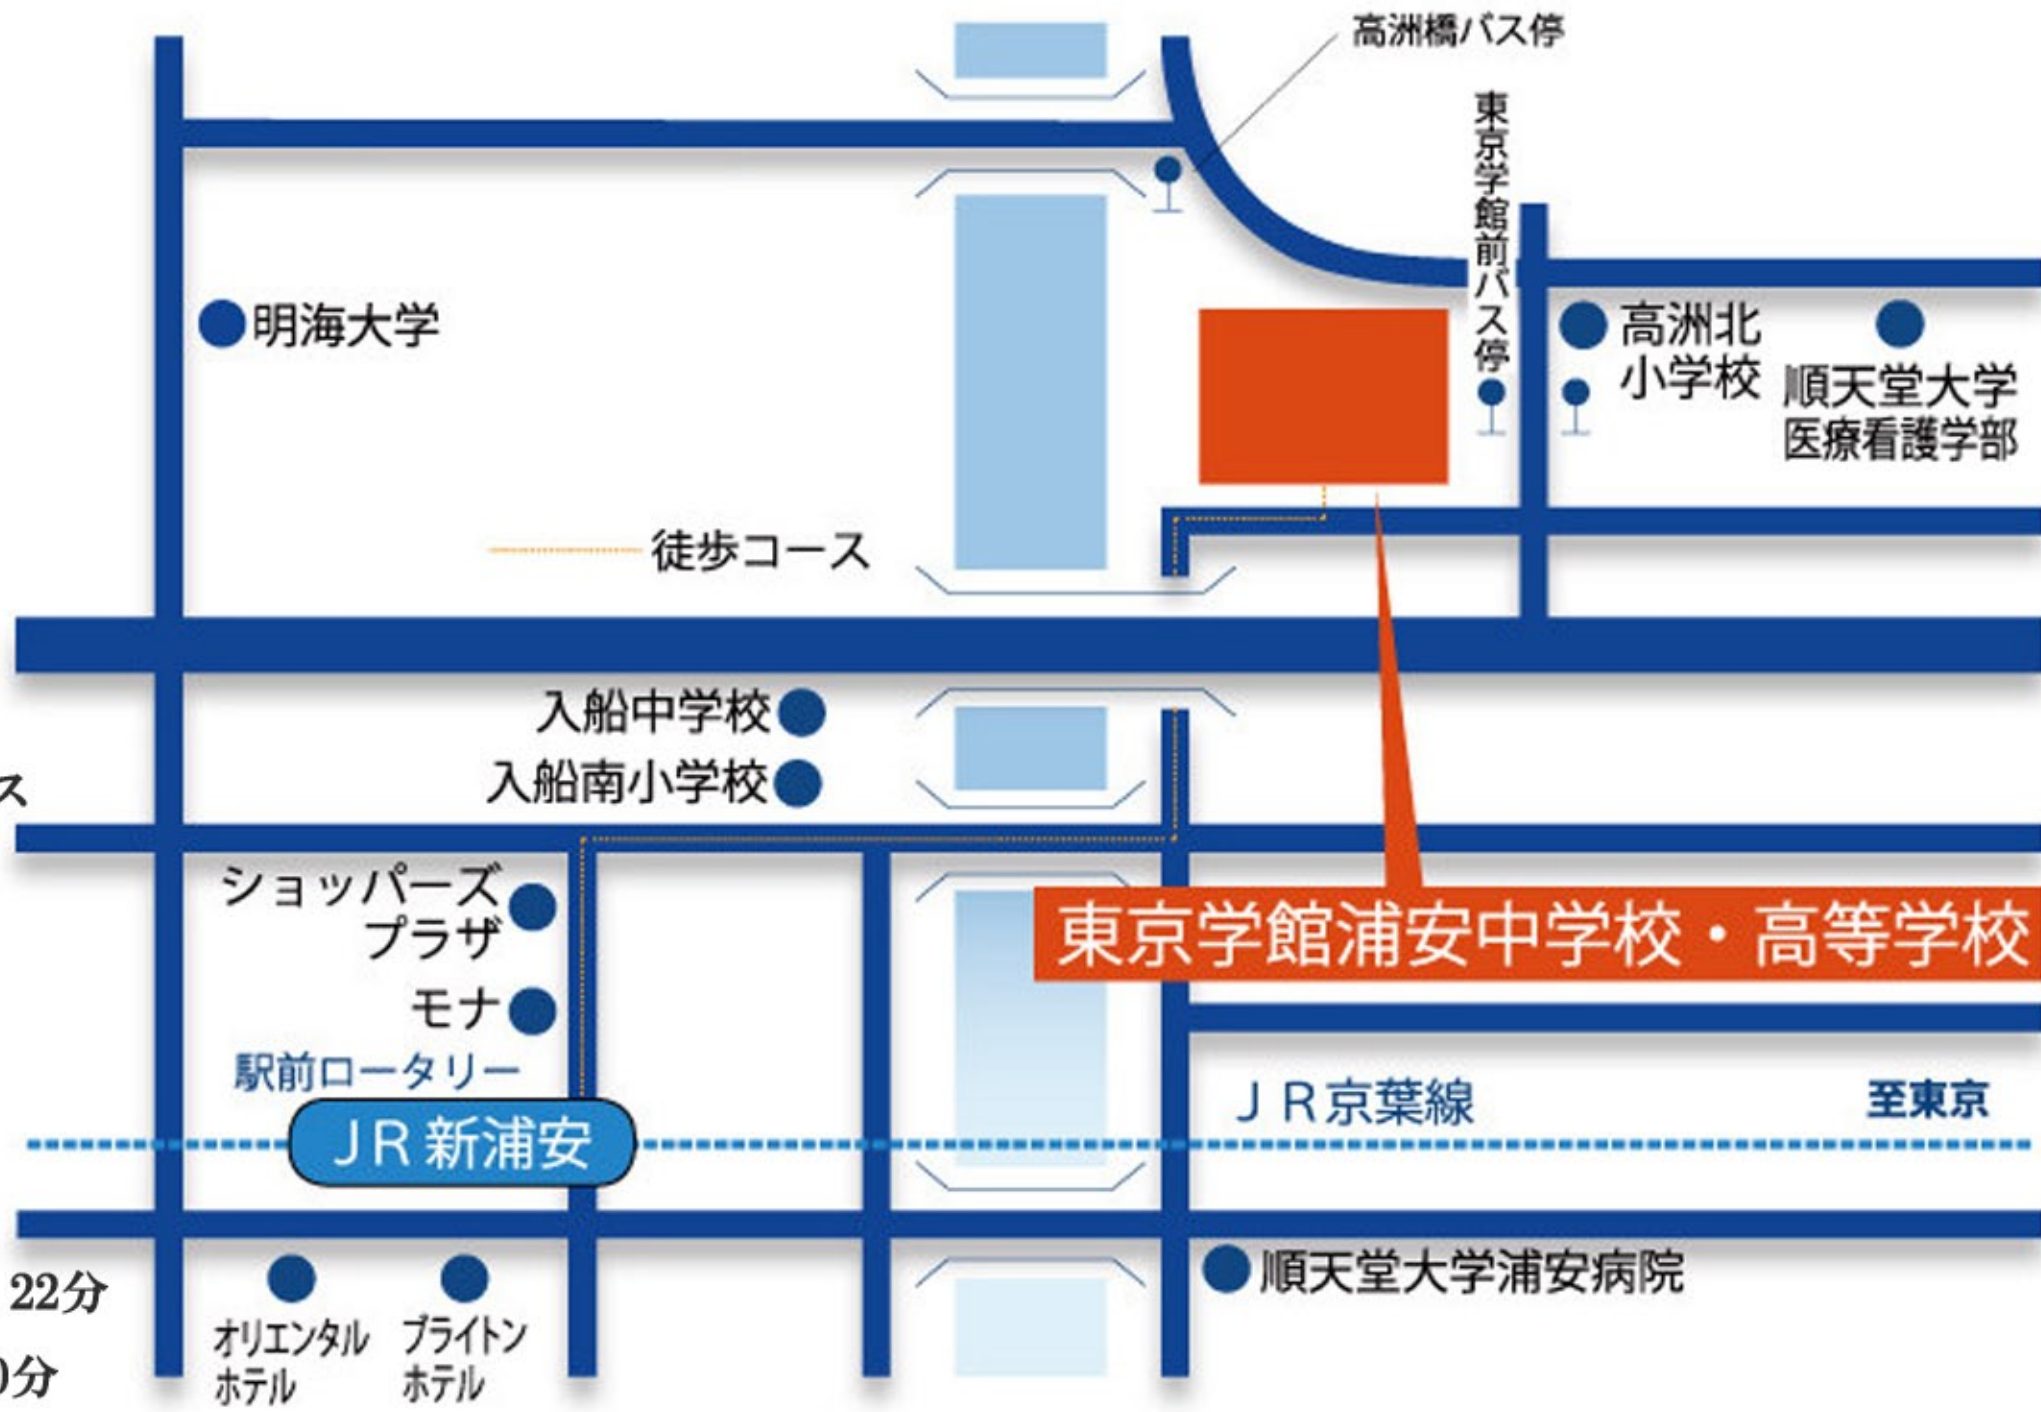 高洲橋バス停
東京学館前バス停
明海大学
高洲北
小学校
順天堂大学
医療看護学部
徒歩コース
入船中学校
入船南小学校
ス
ショッパーズ
プラザ
東京学館浦安中学校・高等学校
モナ
駅前ロータリー
JR京葉線
至東京
JR新浦安
順天堂大学浦安病院
22分
オリエンタル
ホテル
ブライトン
ホテル
0分